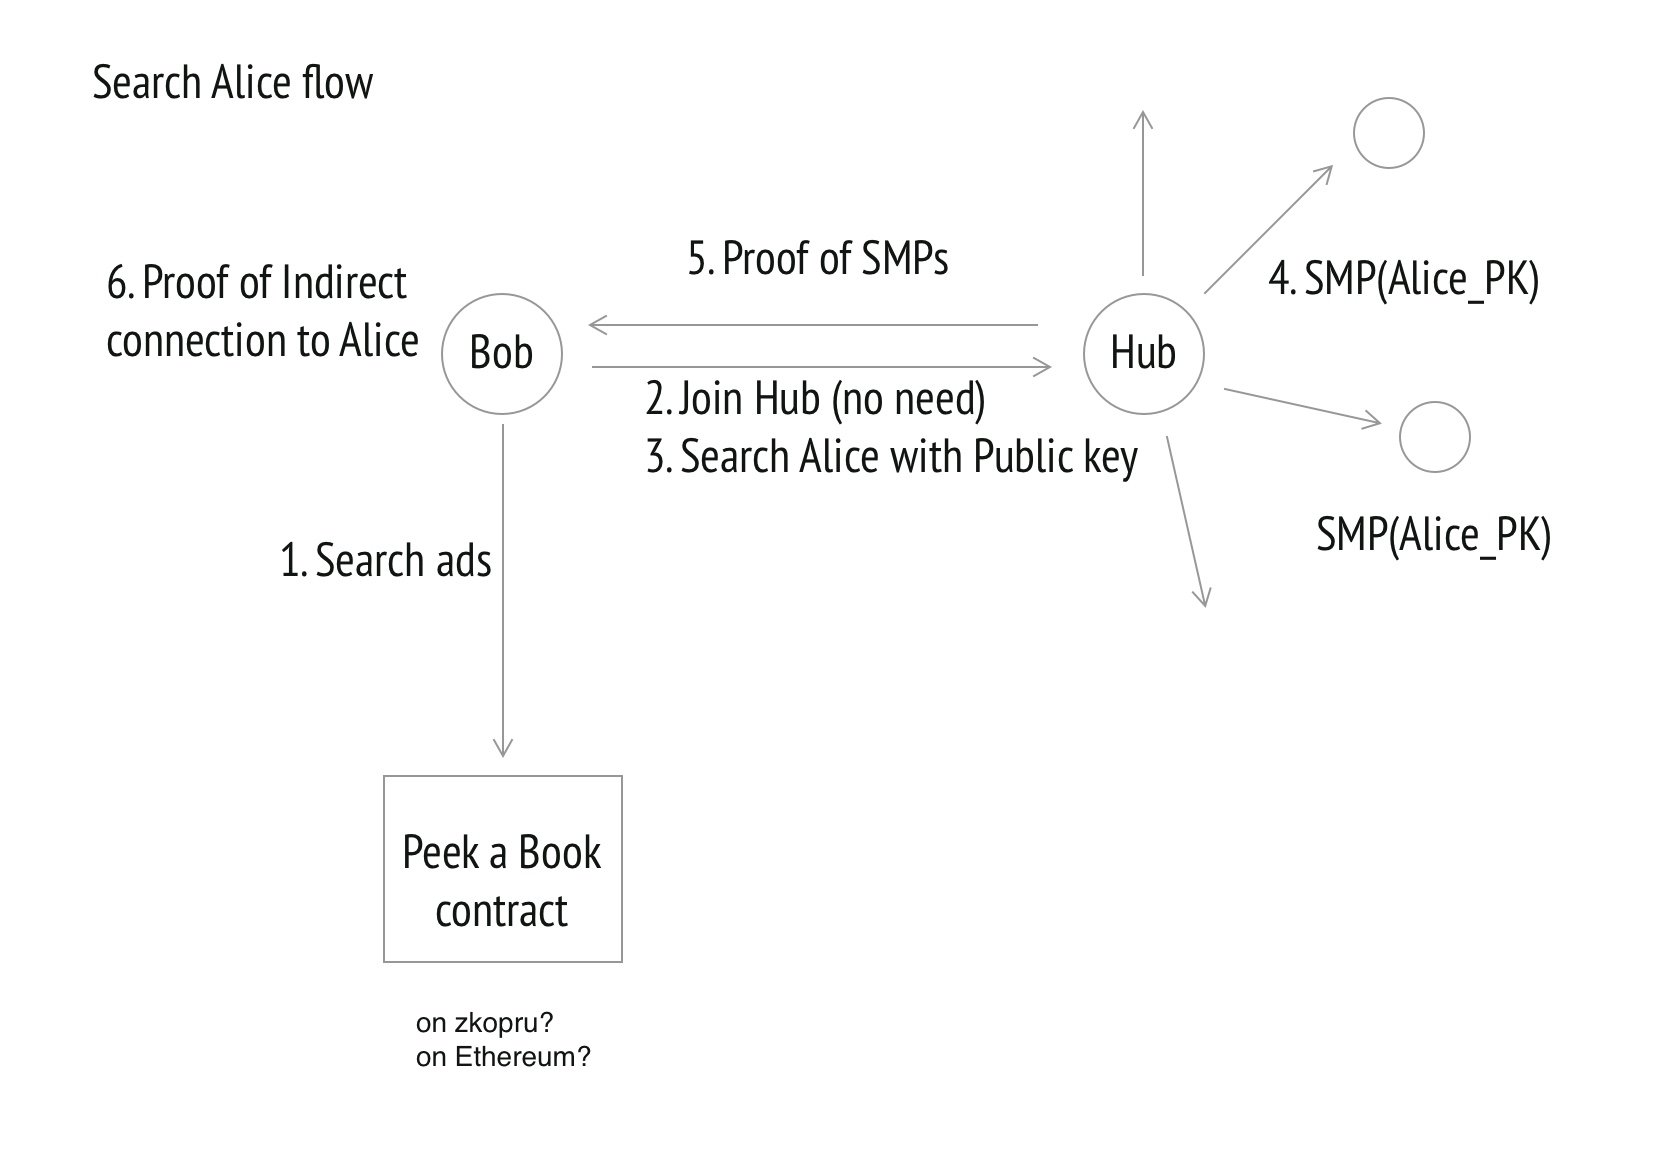 Search Alice flow
5. Proof of SMPs
6. Proof of Indirect
connection to Alice
Bob
Hub
4. SMP(Alice_PK)
2. Join Hub (no need)
3. Search Alice with Public key
SMP(Alice_PK)
1. Search ads
Peek a Book
contract
on zkopru?
on Ethereum?